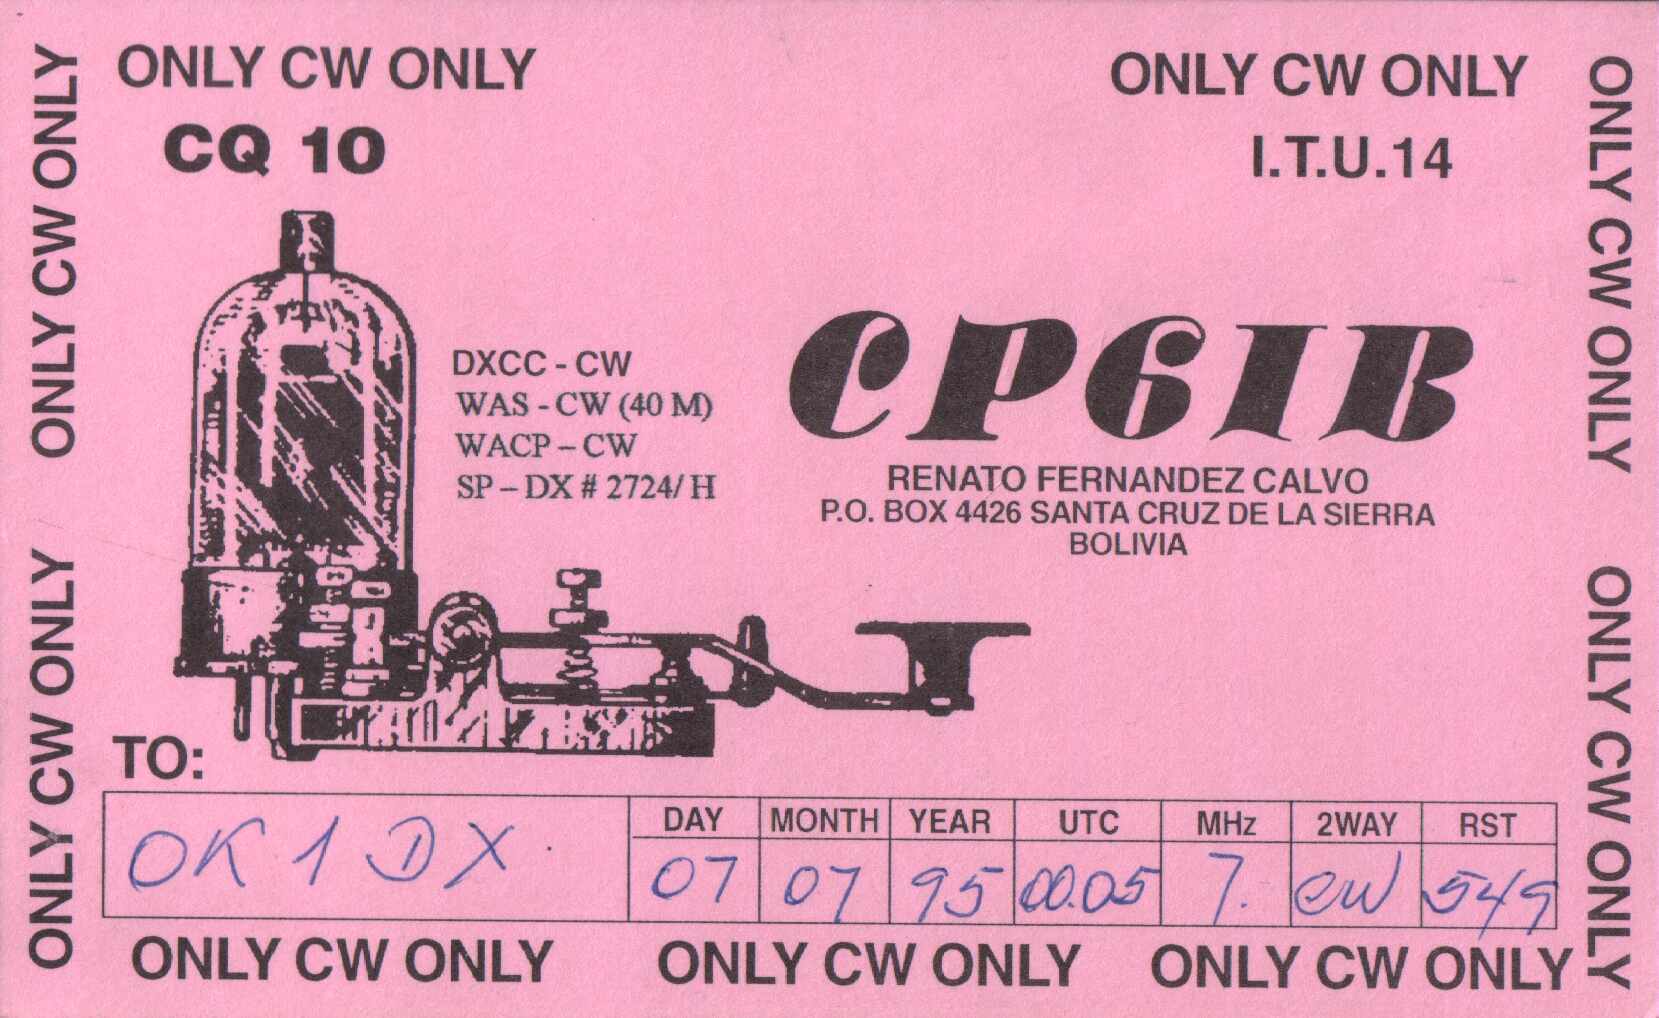 ONLY CW ONLY
ONLY CW ONLY
ONLY CW ONLY
ONLY CW ONLY
CQ 10
I.T.U.14
DXCC - CW
WAS - CW (40 M)
WACP – CW
SP – DX # 2724/ H
CP6IB
RENATO FERNANDEZ CALVO
P.O. BOX 4426 SANTA CRUZ DE LA SIERRA
BOLIVIA
ONLY CW ONLY
ONLY CW ONLY
TO:
DAY MONTH YEAR UTC MHz 2WAY RST
OK1DX 07 07 95 00.05 7. CW 549
ONLY CW ONLY ONLY CW ONLY ONLY CW ONLY